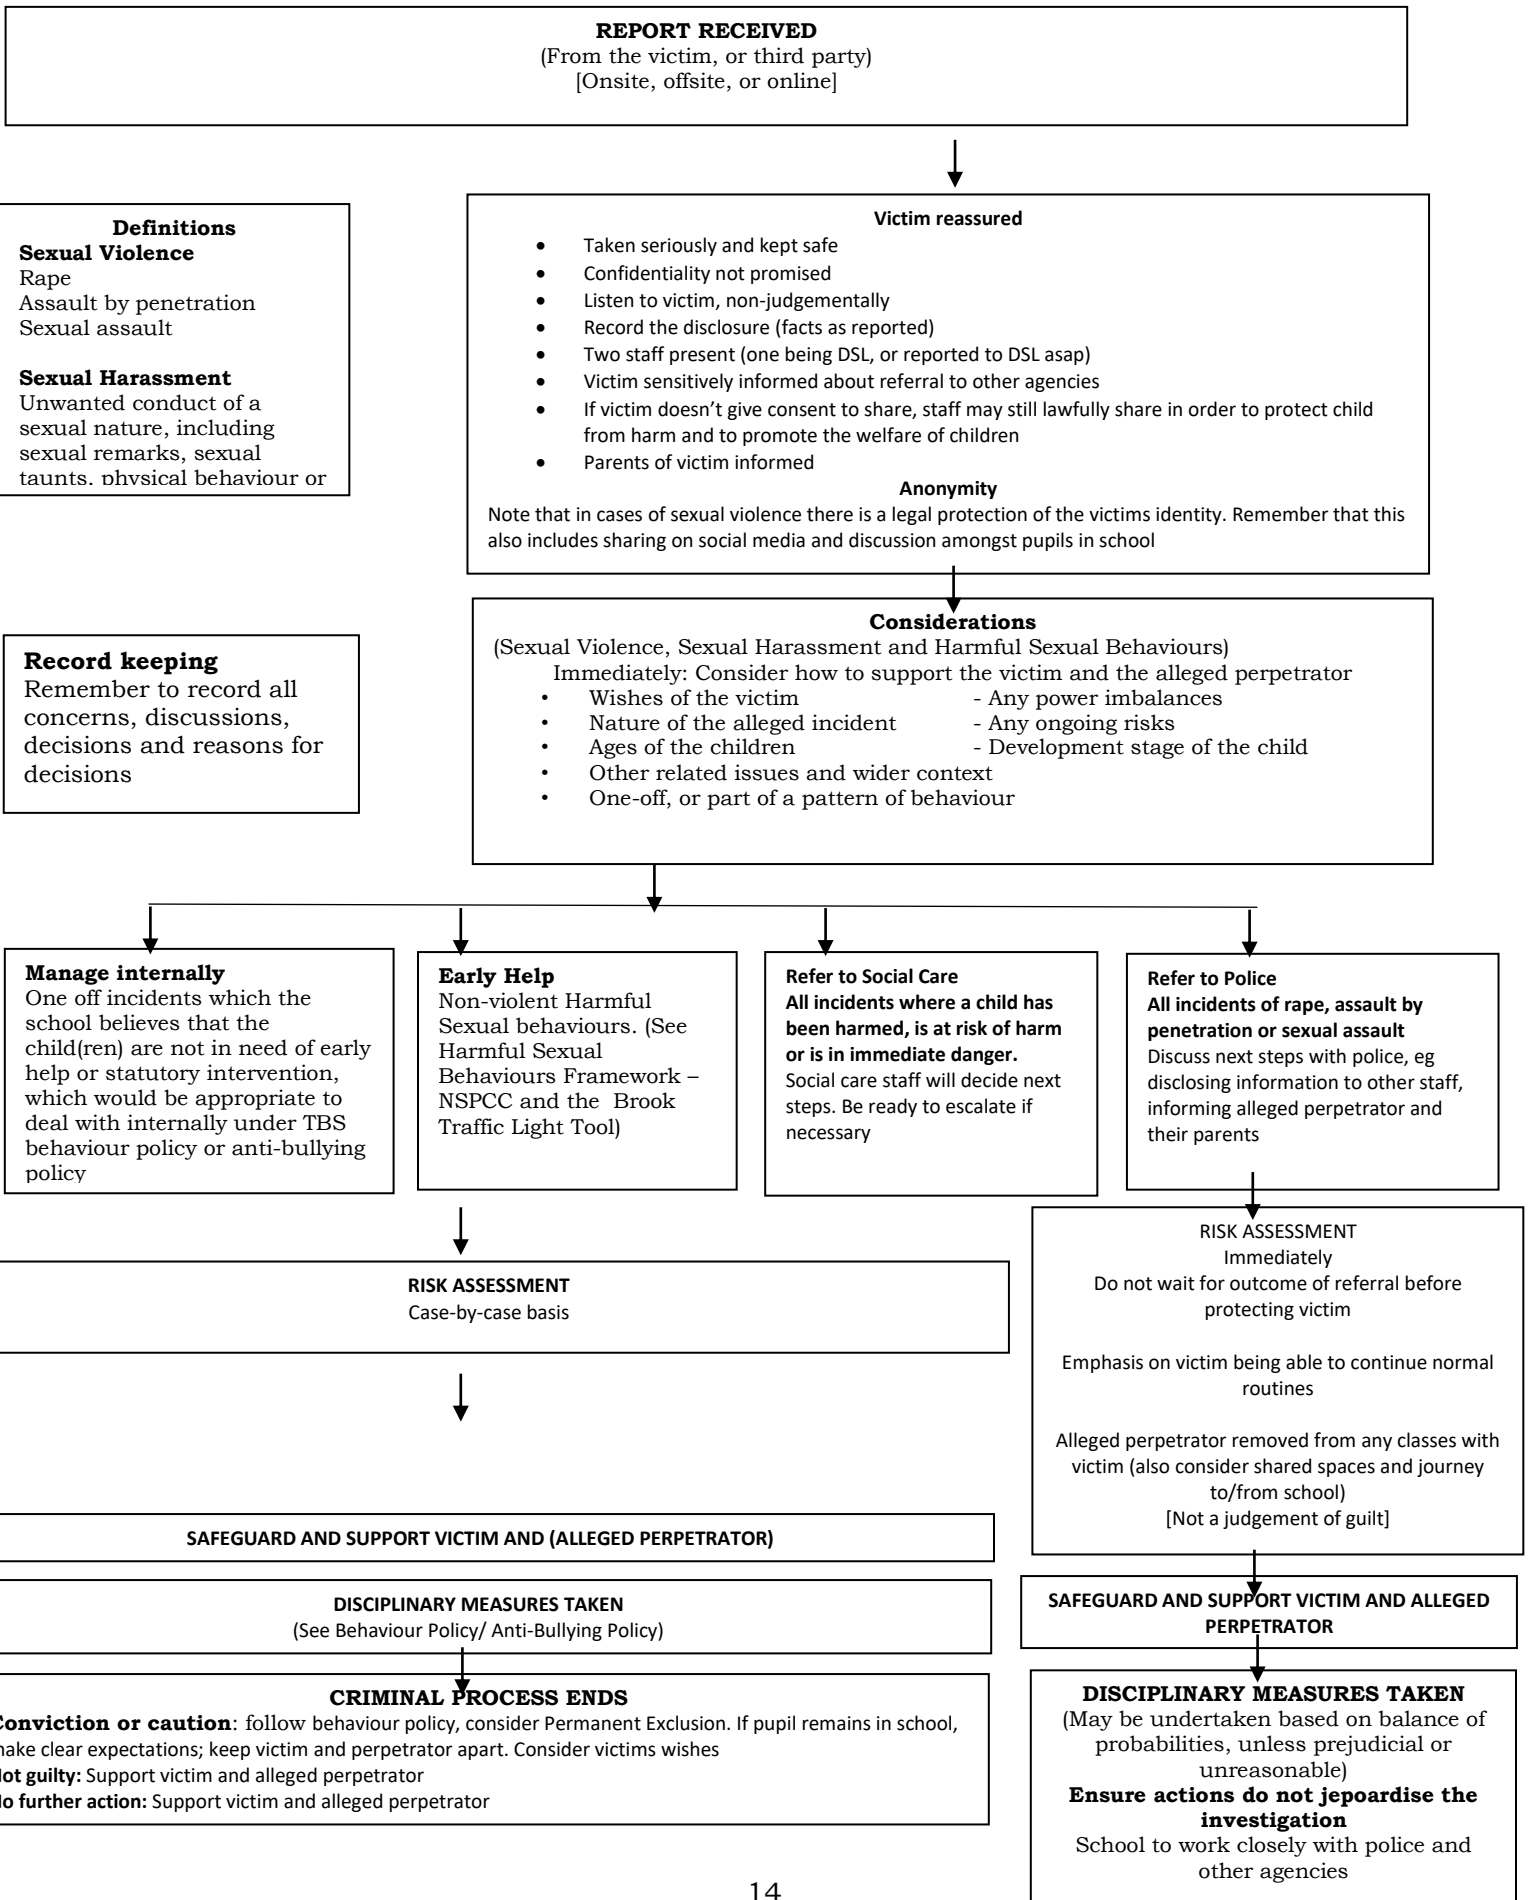 REPORT RECEIVED
(From the victim, or third party)
[Onsite, offsite, or online]
Definitions
Sexual Violence
Rape
Assault by penetration
Sexual assault
Sexual Harassment
Unwanted conduct of a
sexual nature, including
sexual remarks, sexual
taunts, physical behaviour or
Victim reassured
• Taken seriously and kept safe
• Confidentiality not promised
• Listen to victim, non-judgementally
• Record the disclosure (facts as reported)
• Two staff present (one being DSL, or reported to DSL asap)
• Victim sensitively informed about referral to other agencies
• If victim doesn’t give consent to share, staff may still lawfully share in order to protect child
from harm and to promote the welfare of children
• Parents of victim informed
Anonymity
Note that in cases of sexual violence there is a legal protection of the victims identity. Remember that this
also includes sharing on social media and discussion amongst pupils in school
Record keeping
Remember to record all
concerns, discussions,
decisions and reasons for
decisions
Considerations
(Sexual Violence, Sexual Harassment and Harmful Sexual Behaviours)
Immediately: Consider how to support the victim and the alleged perpetrator
• Wishes of the victim - Any power imbalances
• Nature of the alleged incident - Any ongoing risks
• Ages of the children - Development stage of the child
• Other related issues and wider context
• One-off, or part of a pattern of behaviour
Manage internally
One off incidents which the
school believes that the
child(ren) are not in need of early
help or statutory intervention,
which would be appropriate to
deal with internally under TBS
behaviour policy or anti-bullying
policy
Early Help
Non-violent Harmful
Sexual behaviours. (See
Harmful Sexual
Behaviours Framework –
NSPCC and the Brook
Traffic Light Tool)
Refer to Social Care
All incidents where a child has
been harmed, is at risk of harm
or is in immediate danger.
Social care staff will decide next
steps. Be ready to escalate if
necessary
Refer to Police
All incidents of rape, assault by
penetration or sexual assault
Discuss next steps with police, eg
disclosing information to other staff,
informing alleged perpetrator and
their parents
RISK ASSESSMENT
Case-by-case basis
RISK ASSESSMENT
Immediately
Do not wait for outcome of referral before
protecting victim
Emphasis on victim being able to continue normal
routines
Alleged perpetrator removed from any classes with
victim (also consider shared spaces and journey
to/from school)
[Not a judgement of guilt]
SAFEGUARD AND SUPPORT VICTIM AND (ALLEGED PERPETRATOR)
DISCIPLINARY MEASURES TAKEN
(See Behaviour Policy/ Anti-Bullying Policy)
SAFEGUARD AND SUPPORT VICTIM AND ALLEGED
PERPETRATOR
CRIMINAL PROCESS ENDS
Conviction or caution: follow behaviour policy, consider Permanent Exclusion. If pupil remains in school,
make clear expectations; keep victim and perpetrator apart. Consider victims wishes
Not guilty: Support victim and alleged perpetrator
No further action: Support victim and alleged perpetrator
DISCIPLINARY MEASURES TAKEN
(May be undertaken based on balance of
probabilities, unless prejudicial or
unreasonable)
Ensure actions do not jepoardise the
investigation
School to work closely with police and
other agencies
14